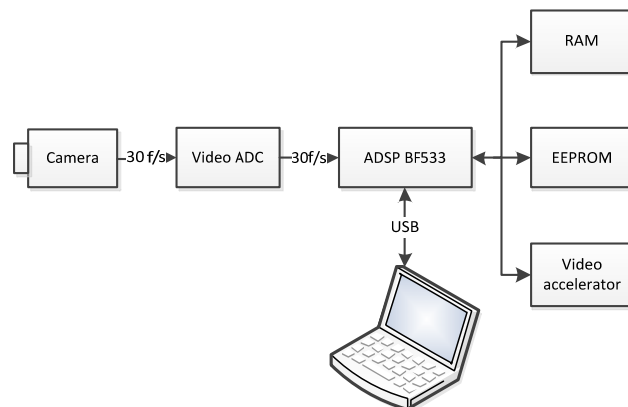 RAM
Camera
30 f/s
Video ADC
30f/s
ADSP BF533
EEPROM
USB
Video
accelerator